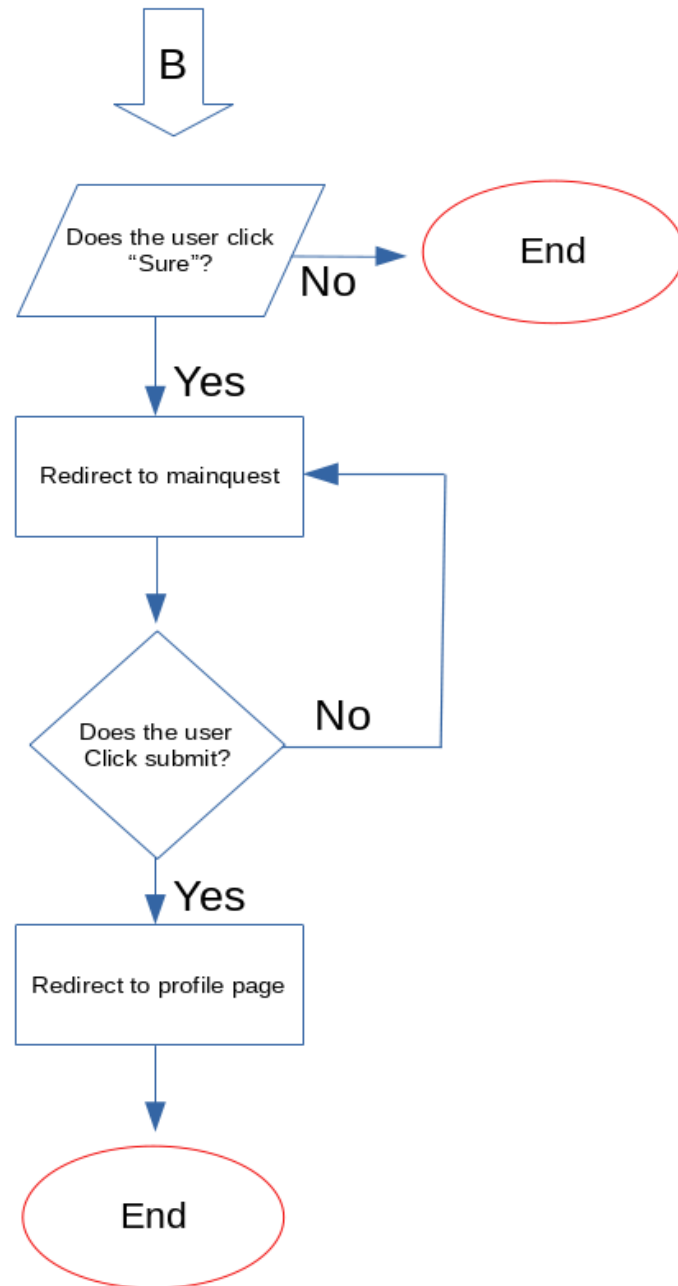 B
Does the user click
“Sure”?
No
End
Yes
Redirect to mainquest
Does the user
Click submit?
No
Yes
Redirect to profile page
End